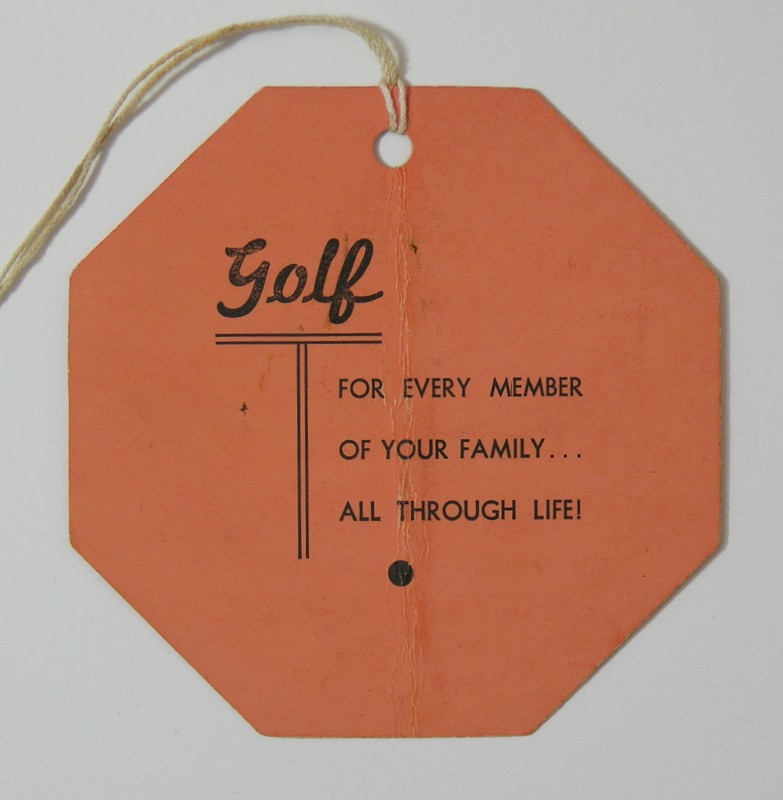 Golf
FOR EVERY MEMBER
OF YOUR FAMILY...
ALL THROUGH LIFE!